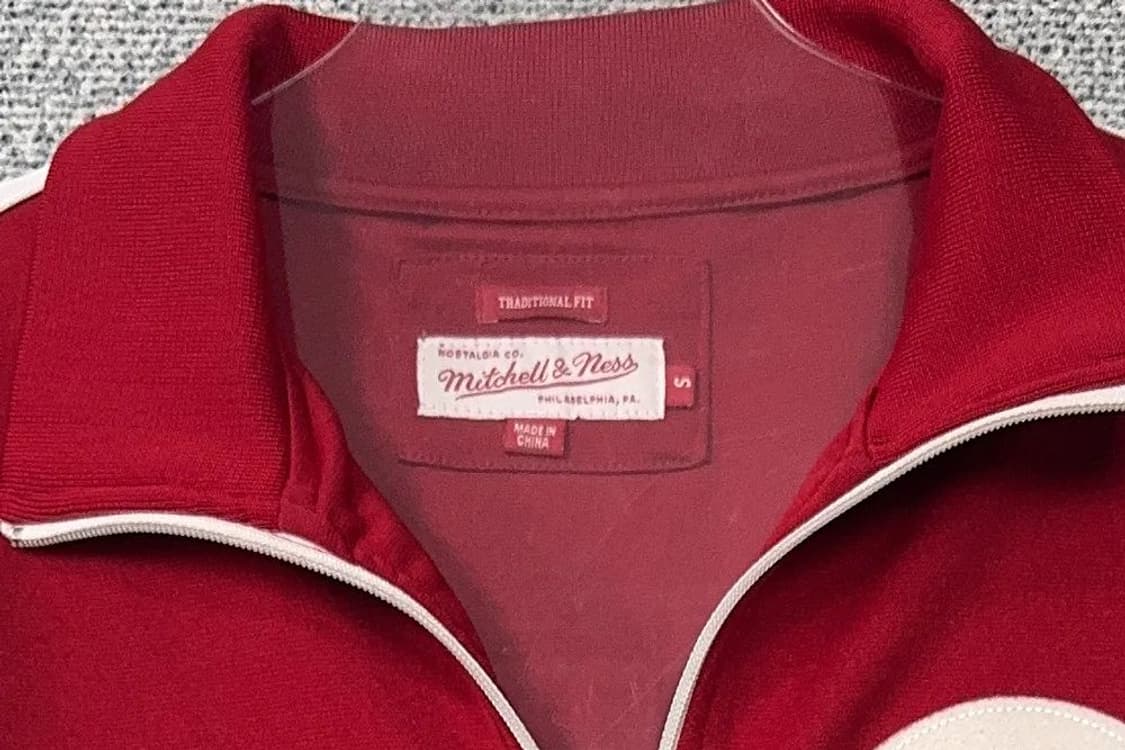 TRADITIONAL FIT
NOSTALGIA CO.
Mitchell & Ness
PHILADELPHIA, PA.
S
MADE IN
CHINA